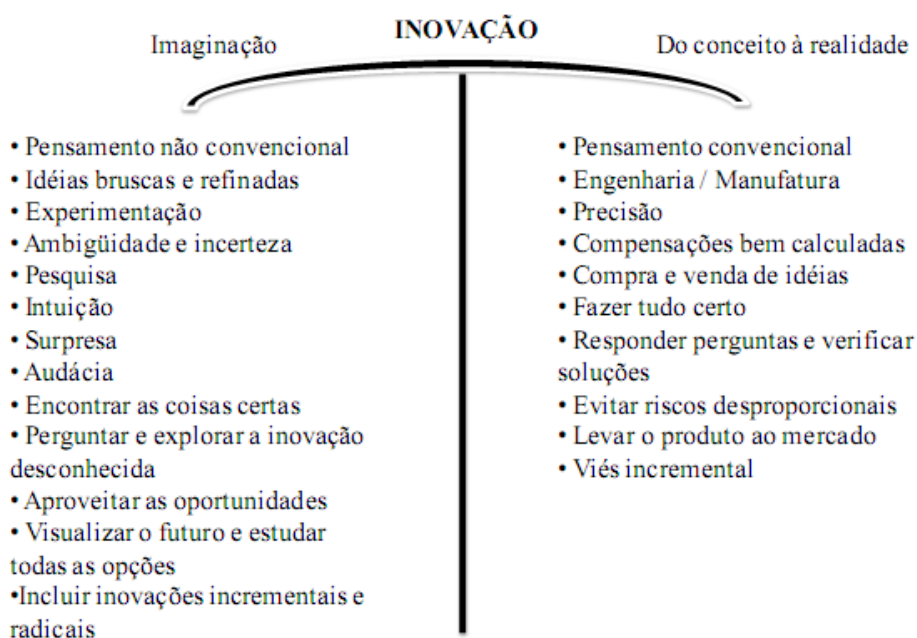 INOVAÇÃO
Imaginação
Do conceito à realidade
• Pensamento não convencional
• Idéias bruscas e refinadas
• Experimentação
• Ambigüidade e incerteza
• Pesquisa
• Intuição
• Surpresa
• Audácia
• Encontrar as coisas certas
• Perguntar e explorar a inovação
desconhecida
• Aproveitar as oportunidades
• Visualizar o futuro e estudar
todas as opções
•Incluir inovações incrementais e
radicais
• Pensamento convencional
• Engenharia / Manufatura
• Precisão
• Compensações bem calculadas
• Compra e venda de idéias
• Fazer tudo certo
• Responder perguntas e verificar
soluções
• Evitar riscos desproporcionais
• Levar o produto ao mercado
• Viés incremental